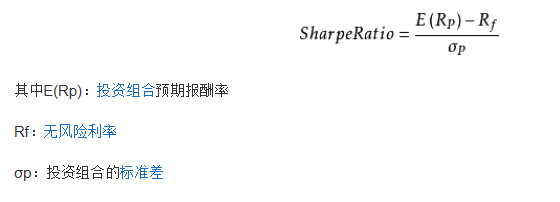 SharpeRatio = E(Rp) − Rf / σp
其中E(Rp)：投资组合预期报酬率
Rf：无风险利率
σp：投资组合的标准差